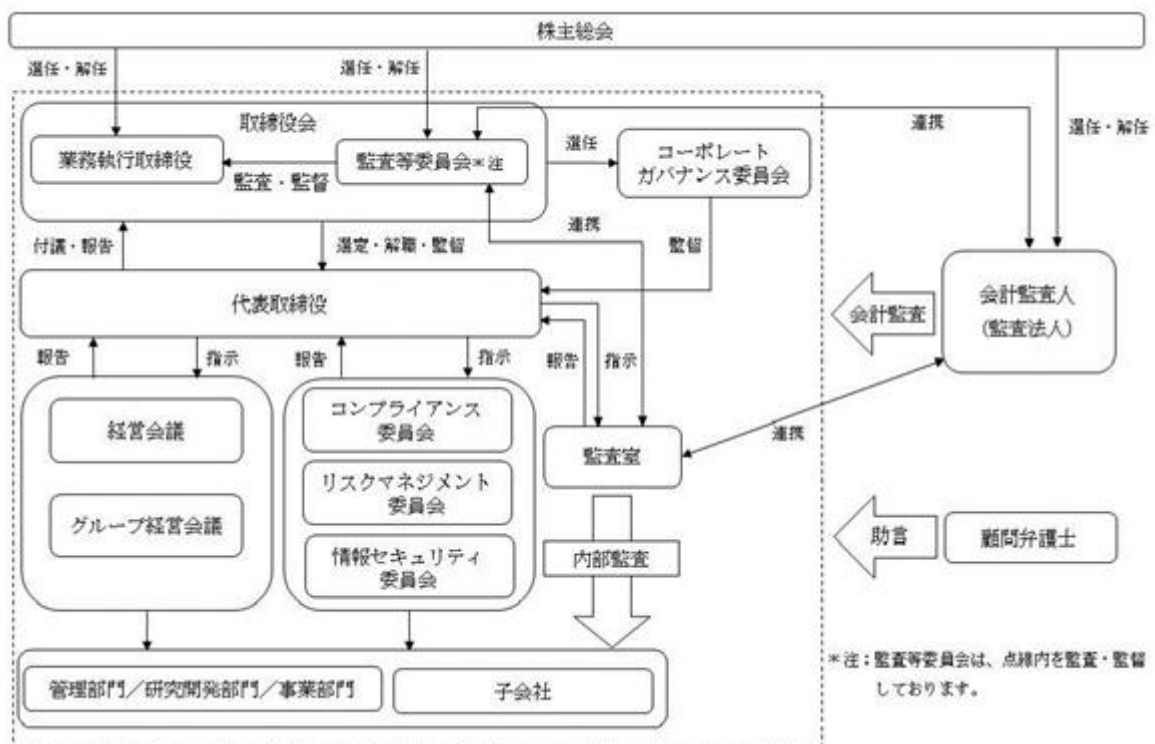 株主総会
選任・解任
選任・解任
選任・解任
連携
取締役会
業務執行取締役
監査・監督
監査等委員会*注
選任
コーポレート
ガバナンス委員会
付議・報告
選定・解職・監督
連携
監督
代表取締役
会計監査
会計監査人
(監査法人)
報告
指示
報告
指示
報告
指示
経営会議
グループ経営会議
コンプライアンス
委員会
リスクマネジメント
委員会
情報セキュリティ
委員会
監査室
連携
内部監査
助言
顧問弁護士
管理部門/研究開発部門/事業部門
子会社
*注:監査等委員会は、点線内を監査・監督
しております。